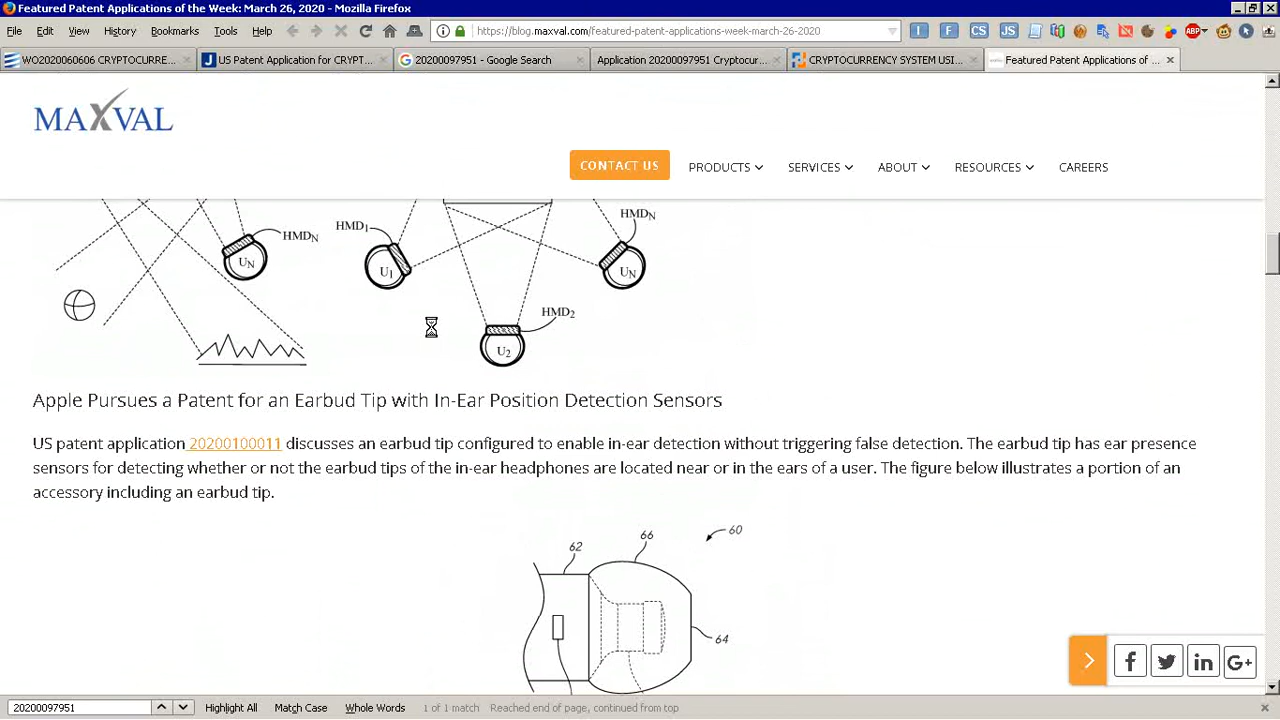 Featured Patent Applications of the Week: March 26, 2020 - Mozilla Firefox
File Edit View History Bookmarks Tools Help
https://blog.maxval.com/featured-patent-applications-week-march-26-2020
WO202006060... CRYPTOCURRE...
US Patent Application for CRYPT...
20200097951 - Google Search
Application 20200097951 Cryptocur...
CRYPTOCURRENCY SYSTEM USI...
Featured Patent Applications of ...
MAXVAL
CONTACT US PRODUCTS SERVICES ABOUT RESOURCES CAREERS
HMDN
UN
HMD1
U1
HMDN
UN
HMD2
U2
Apple Pursues a Patent for an Earbud Tip with In-Ear Position Detection Sensors
US patent application 20200100011 discusses an earbud tip configured to enable in-ear detection without triggering false detection. The earbud tip has ear presence
sensors for detecting whether or not the earbud tips of the in-ear headphones are located near or in the ears of a user. The figure below illustrates a portion of an
accessory including an earbud tip.
60
66
62
64
20200097951 Highlight All Match Case Whole Words 1 of 1 match Reached end of page, continued from top